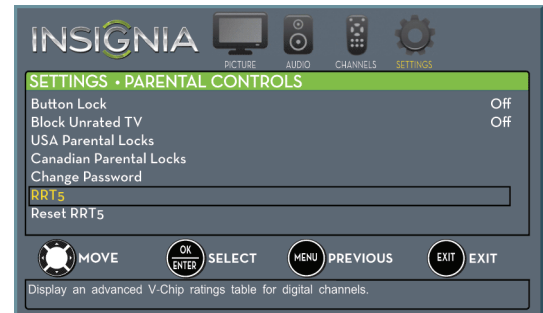 INSIGNIA
PICTURE AUDIO CHANNELS SETTINGS
SETTINGS • PARENTAL CONTROLS
Button Lock Off
Block Unrated TV Off
USA Parental Locks
Canadian Parental Locks
Change Password
RRT5
Reset RRT5
MOVE OK ENTER SELECT MENU PREVIOUS EXIT EXIT
Display an advanced V-Chip ratings table for digital channels.